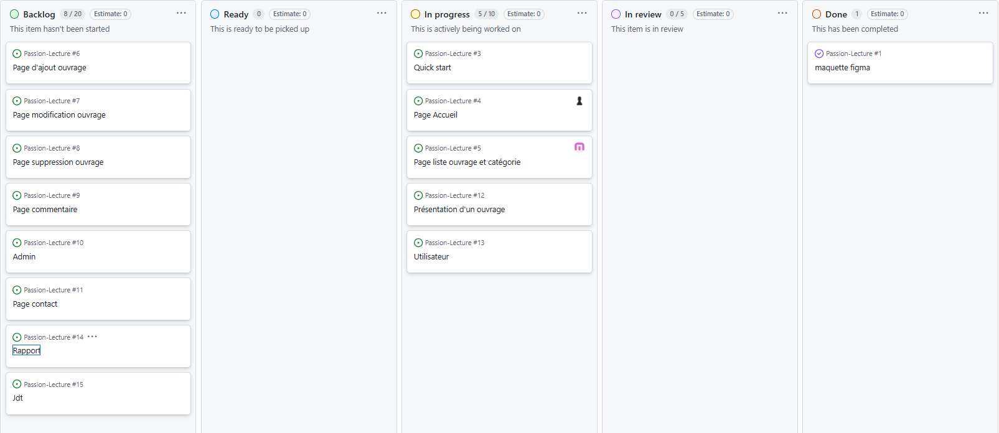 Backlog 8 / 20 Estimate: 0
This item hasn't been started
Passion-Lecture #6
Page d'ajout ouvrage
Passion-Lecture #7
Page modification ouvrage
Passion-Lecture #8
Page suppression ouvrage
Passion-Lecture #9
Page commentaire
Passion-Lecture #10
Admin
Passion-Lecture #11
Page contact
Passion-Lecture #14
Rapport
Passion-Lecture #15
Jdt
Ready 0 Estimate: 0
This is ready to be picked up
In progress 5 / 10 Estimate: 0
This is actively being worked on
Passion-Lecture #3
Quick start
Passion-Lecture #4
Page Accueil
Passion-Lecture #5
Page liste ouvrage et catégorie
Passion-Lecture #12
Présentation d'un ouvrage
Passion-Lecture #13
Utilisateur
In review 0 / 5 Estimate: 0
This item is in review
Done 1 Estimate: 0
This has been completed
Passion-Lecture #1
maquette figma